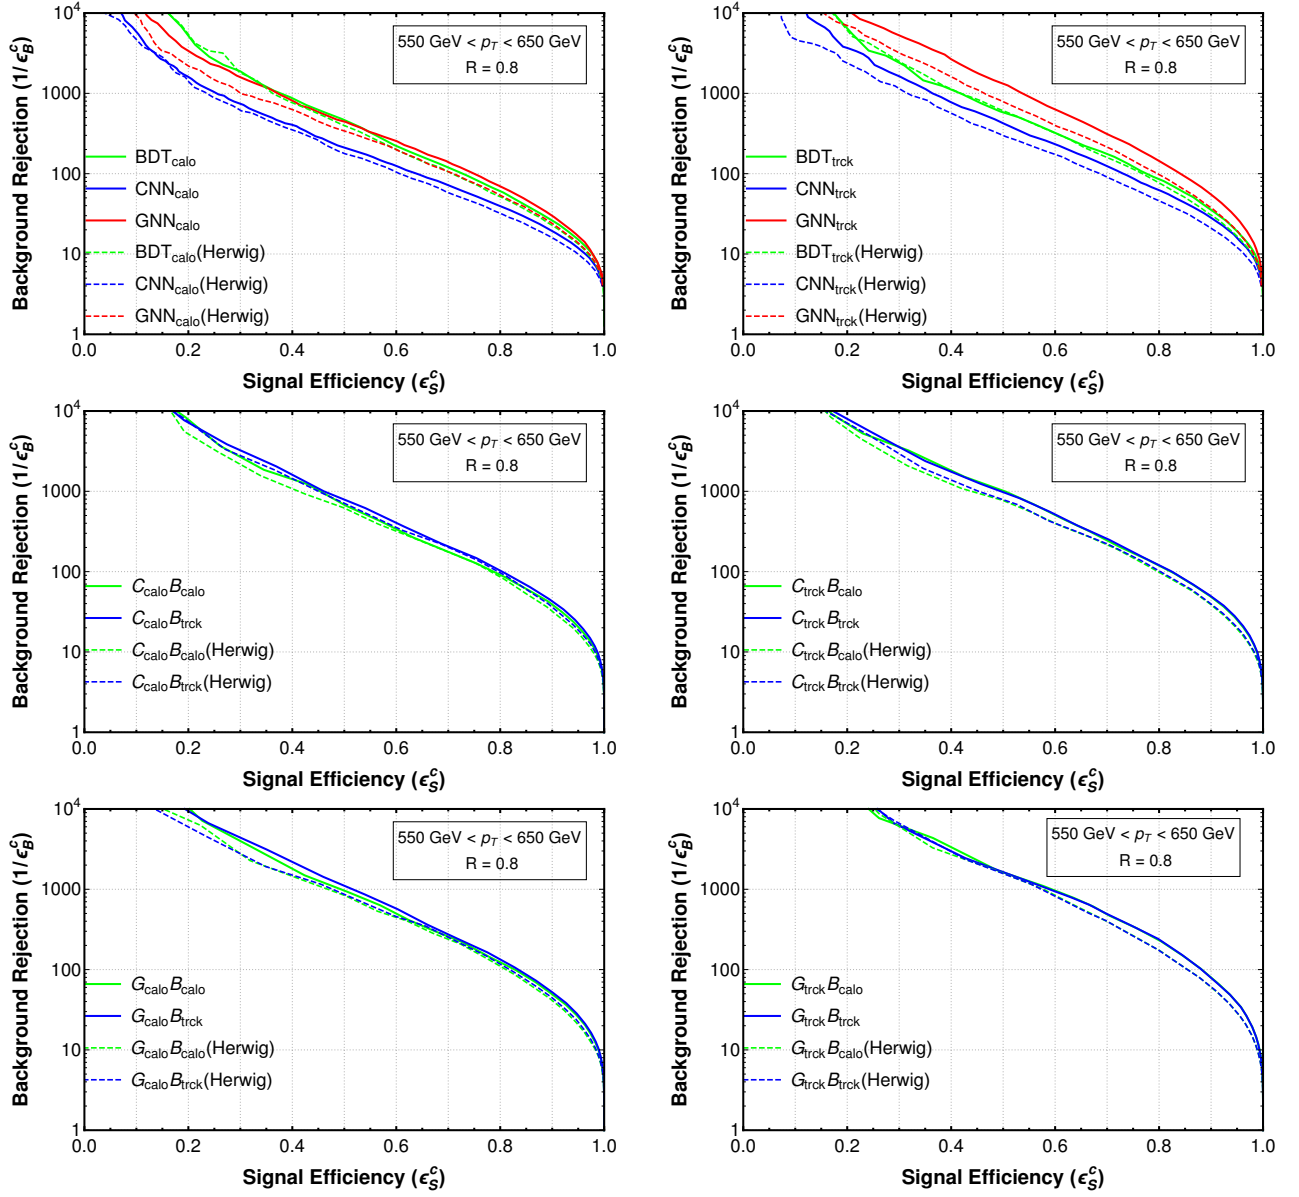 Background Rejection (1/ϵ_B^c)
10^4
1000
100
10
1
550 GeV < p_T < 650 GeV
R = 0.8
BDT_calo
CNN_calo
GNN_calo
BDT_calo(Herwig)
CNN_calo(Herwig)
GNN_calo(Herwig)
0.0 0.2 0.4 0.6 0.8 1.0
Signal Efficiency (ϵ_S^c)
Background Rejection (1/ϵ_B^c)
10^4
1000
100
10
1
550 GeV < p_T < 650 GeV
R = 0.8
BDT_trck
CNN_trck
GNN_trck
BDT_trck(Herwig)
CNN_trck(Herwig)
GNN_trck(Herwig)
0.0 0.2 0.4 0.6 0.8 1.0
Signal Efficiency (ϵ_S^c)
Background Rejection (1/ϵ_B^c)
10^4
1000
100
10
1
550 GeV < p_T < 650 GeV
R = 0.8
C_calo B_calo
C_calo B_trck
C_calo B_calo(Herwig)
C_calo B_trck(Herwig)
0.0 0.2 0.4 0.6 0.8 1.0
Signal Efficiency (ϵ_S^c)
Background Rejection (1/ϵ_B^c)
10^4
1000
100
10
1
550 GeV < p_T < 650 GeV
R = 0.8
C_trck B_calo
C_trck B_trck
C_trck B_calo(Herwig)
C_trck B_trck(Herwig)
0.0 0.2 0.4 0.6 0.8 1.0
Signal Efficiency (ϵ_S^c)
Background Rejection (1/ϵ_B^c)
10^4
1000
100
10
1
550 GeV < p_T < 650 GeV
R = 0.8
G_calo B_calo
G_calo B_trck
G_calo B_calo(Herwig)
G_calo B_trck(Herwig)
0.0 0.2 0.4 0.6 0.8 1.0
Signal Efficiency (ϵ_S^c)
Background Rejection (1/ϵ_B^c)
10^4
1000
100
10
1
550 GeV < p_T < 650 GeV
R = 0.8
G_trck B_calo
G_trck B_trck
G_trck B_calo(Herwig)
G_trck B_trck(Herwig)
0.0 0.2 0.4 0.6 0.8 1.0
Signal Efficiency (ϵ_S^c)